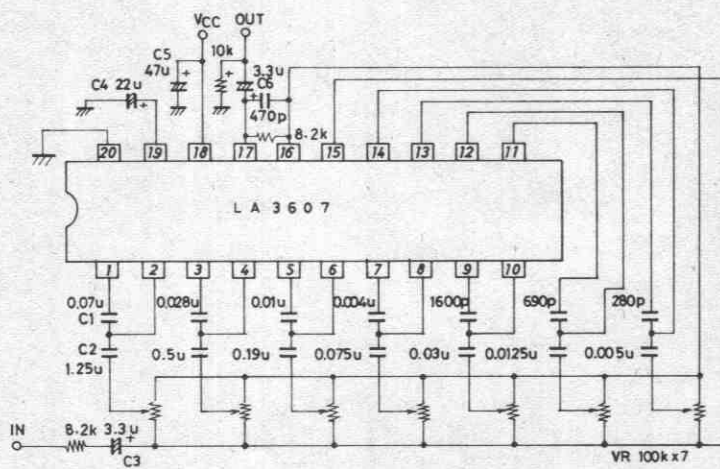 VCC OUT
C5 10k
47u + + 3.3u
C4 22u + C6
+ 470p
8.2k
20 19 18 17 16 15 14 13 12 11
LA 3607
1 2 3 4 5 6 7 8 9 10
0.07u 0.028u 0.01u 0.004u 1600p 690p 280p
C1
C2 0.5u 0.19u 0.075u 0.03u 0.0125u 0.005u
1.25u
IN 8.2k 3.3u
+
C3 VR 100k x 7